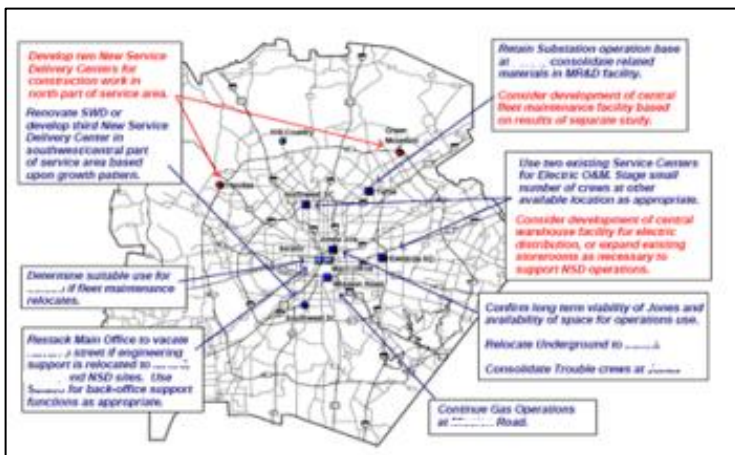 Develop two New Service
Delivery Centers for
construction work in
north part of service area.
Renovate SWD or
develop third New Service
Delivery Center in
southwest/central part
of service area based
upon growth pattern.
Retain Substation operation base
at consolidate related
materials in MR&D facility.
Consider development of central
fleet maintenance facility based
on results of separate study.
Hill Country
Green
Use two existing Service Centers
for Electric O&M. Stage small
number of crews at other
available location as appropriate.
Consider development of central
warehouse facility for electric
distribution, or expand existing
storerooms as necessary to
support NSD operations.
Determine suitable use for
if fleet maintenance
relocates.
Restack Main Office to vacate
street if engineering
support is relocated to
and NSD sites. Use
for back-office support
functions as appropriate.
Confirm long term viability of Jones and
availability of space for operations use.
Relocate Underground to
Consolidate Trouble crews at
Continue Gas Operations
at Road.